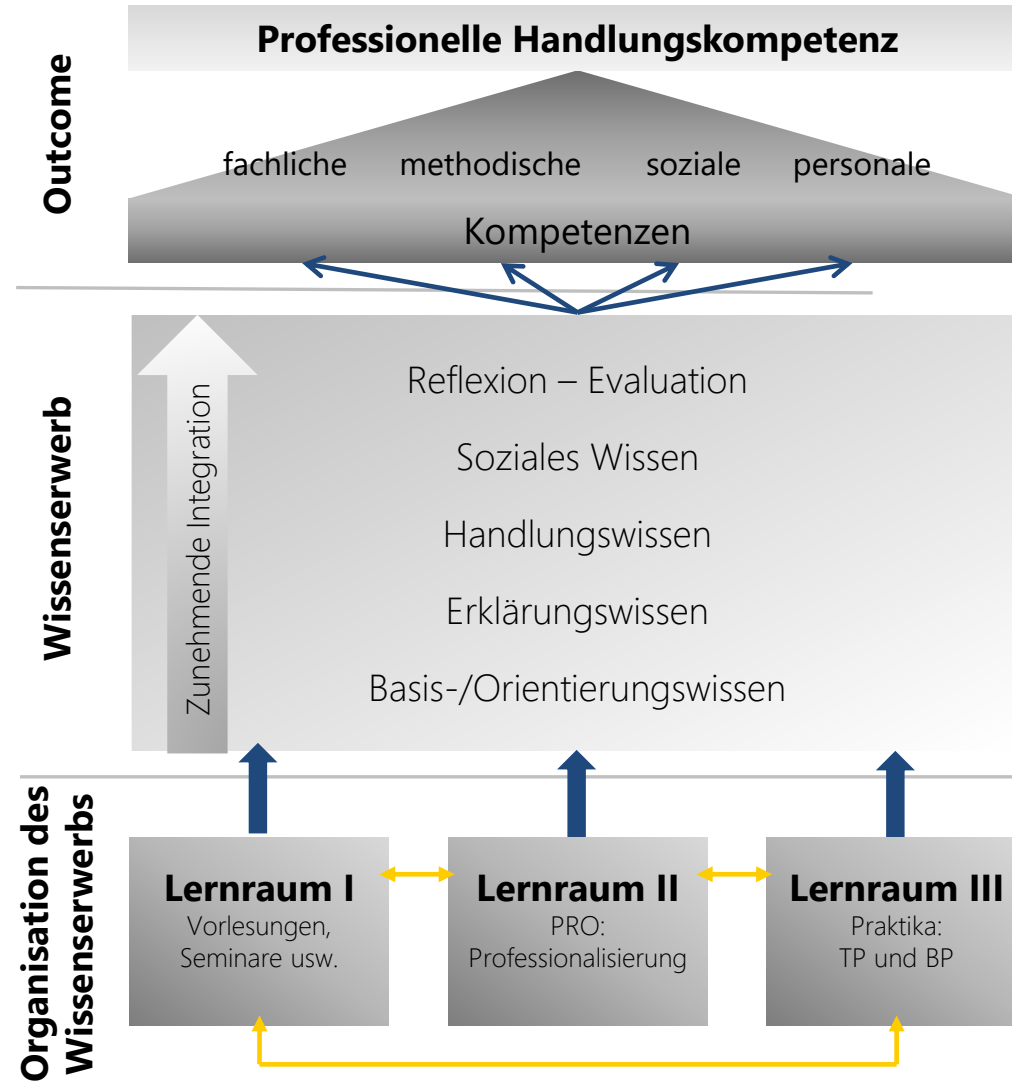 Outcome
Professionelle Handlungskompetenz
fachliche methodische soziale personale
Kompetenzen
Wissenserwerb
Zunehmende Integration
Reflexion – Evaluation
Soziales Wissen
Handlungswissen
Erklärungswissen
Basis-/Orientierungswissen
Organisation des
Wissenserwerbs
Lernraum I
Vorlesungen,
Seminare usw.
Lernraum II
PRO:
Professionalisierung
Lernraum III
Praktika:
TP und BP